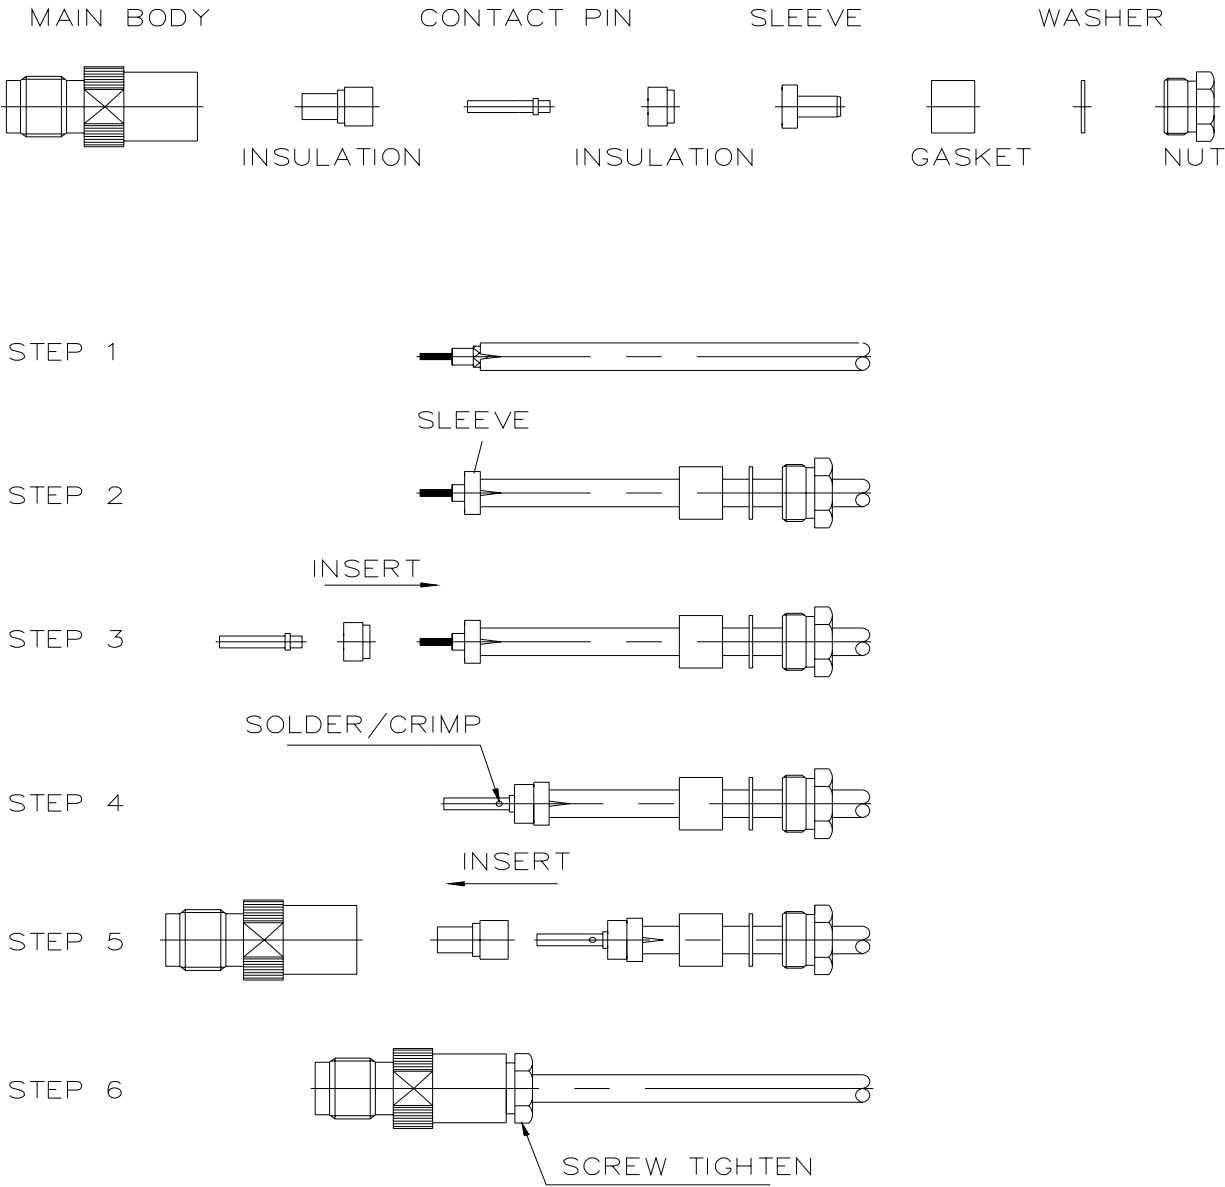 MAIN BODY
CONTACT PIN
SLEEVE
WASHER
INSULATION
INSULATION
GASKET
NUT
STEP 1
SLEEVE
STEP 2
INSERT
STEP 3
SOLDER/CRIMP
STEP 4
INSERT
STEP 5
STEP 6
SCREW TIGHTEN